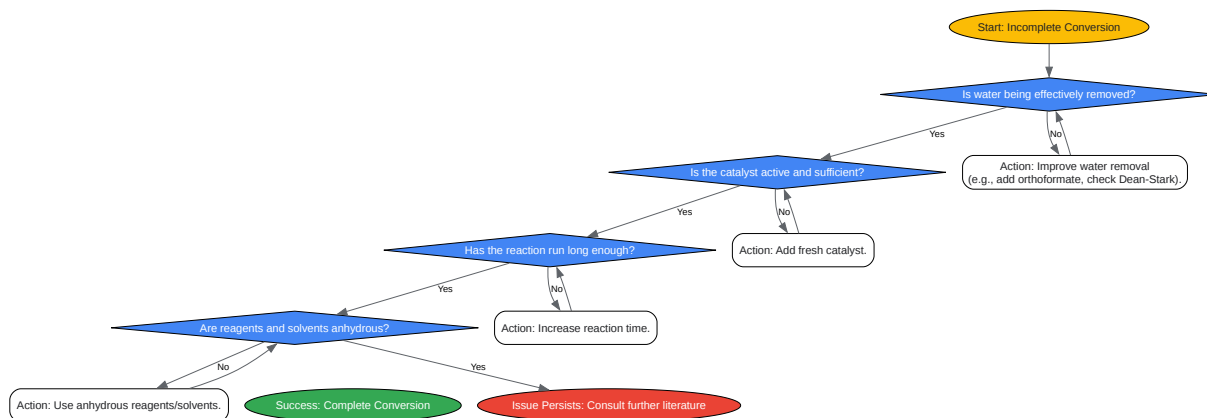 Start: Incomplete Conversion
Is water being effectively removed?
Yes
No
Action: Improve water removal
(e.g., add orthoformate, check Dean-Stark).
Is the catalyst active and sufficient?
Yes
No
Action: Add fresh catalyst.
Has the reaction run long enough?
Yes
No
Action: Increase reaction time.
Are reagents and solvents anhydrous?
No
Yes
Action: Use anhydrous reagents/solvents.
Success: Complete Conversion
Issue Persists: Consult further literature